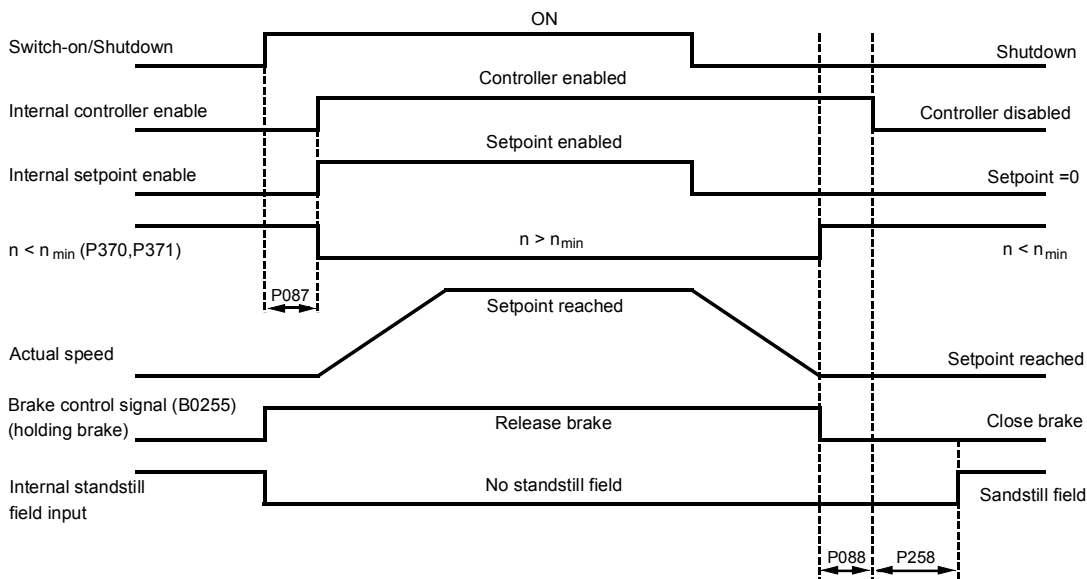 ON
Switch-on/Shutdown
Shutdown
Controller enabled
Internal controller enable
Controller disabled
Setpoint enabled
Internal setpoint enable
Setpoint =0
n < n min (P370,P371)
n > nmin
n < nmin
P087
Setpoint reached
Actual speed
Setpoint reached
Brake control signal (B0255)
(holding brake)
Release brake
Close brake
Internal standstill
field input
No standstill field
Sandstill field
P088
P258